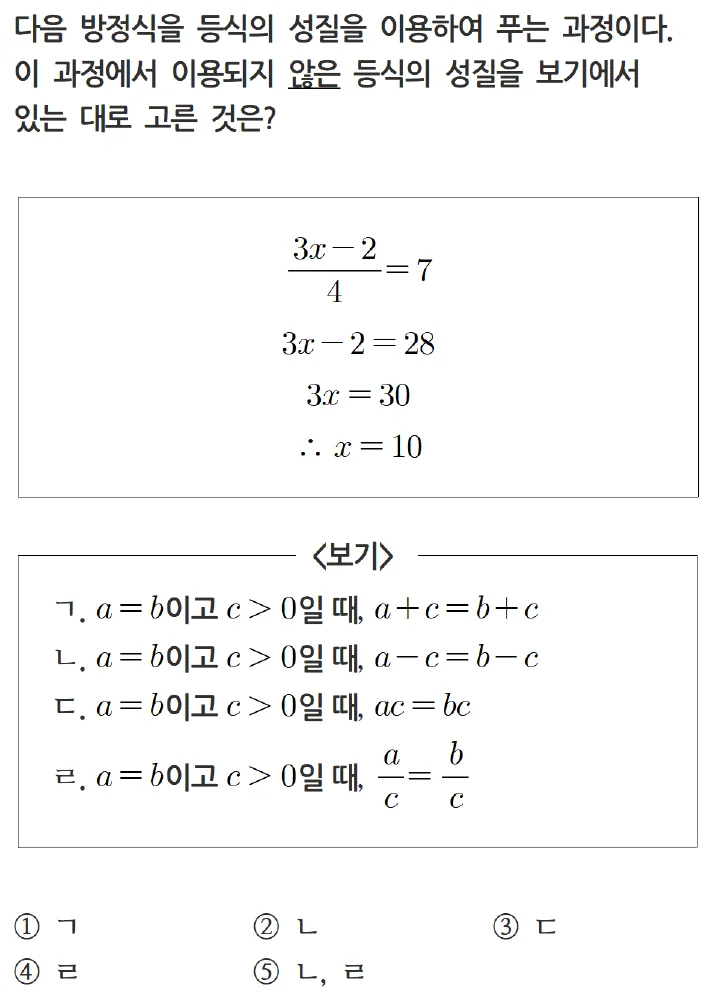 다음 방정식을 등식의 성질을 이용하여 푸는 과정이다.
이 과정에서 이용되지 않은 등식의 성질을 보기에서
있는 대로 고른 것은?
(3x-2)/4 = 7
3x-2=28
3x=30
∴ x=10
<보기>
ㄱ. a=b이고 c>0일 때, a+c=b+c
ㄴ. a=b이고 c>0일 때, a-c=b-c
ㄷ. a=b이고 c>0일 때, ac=bc
ㄹ. a=b이고 c>0일 때, a/c = b/c
① ㄱ ② ㄴ ③ ㄷ
④ ㄹ ⑤ ㄴ, ㄹ